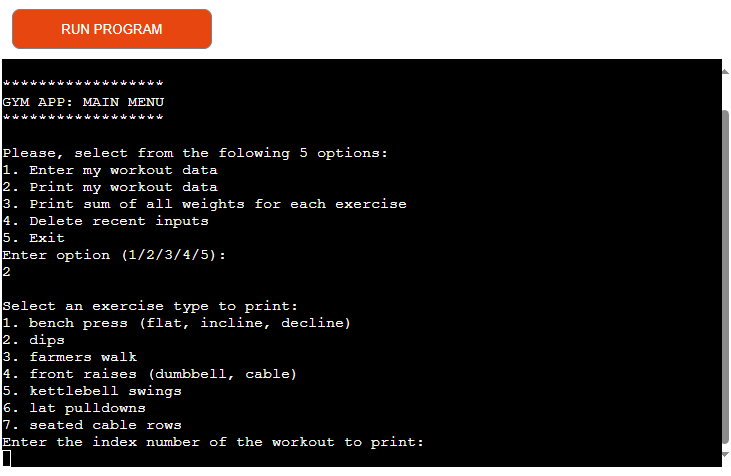 RUN PROGRAM
******************
GYM APP: MAIN MENU
******************
Please, select from the folowing 5 options:
1. Enter my workout data
2. Print my workout data
3. Print sum of all weights for each exercise
4. Delete recent inputs
5. Exit
Enter option (1/2/3/4/5):
2
Select an exercise type to print:
1. bench press (flat, incline, decline)
2. dips
3. farmers walk
4. front raises (dumbbell, cable)
5. kettlebell swings
6. lat pulldowns
7. seated cable rows
Enter the index number of the workout to print: